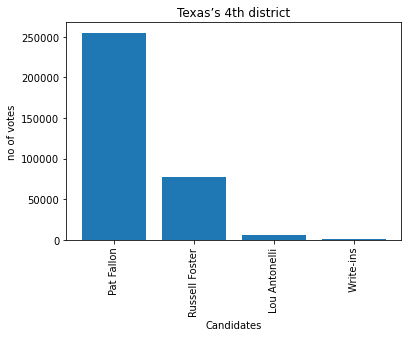 Texas’s 4th district
no of votes
250000
200000
150000
100000
50000
0
Pat Fallon
Russell Foster
Lou Antonelli
Write-ins
Candidates